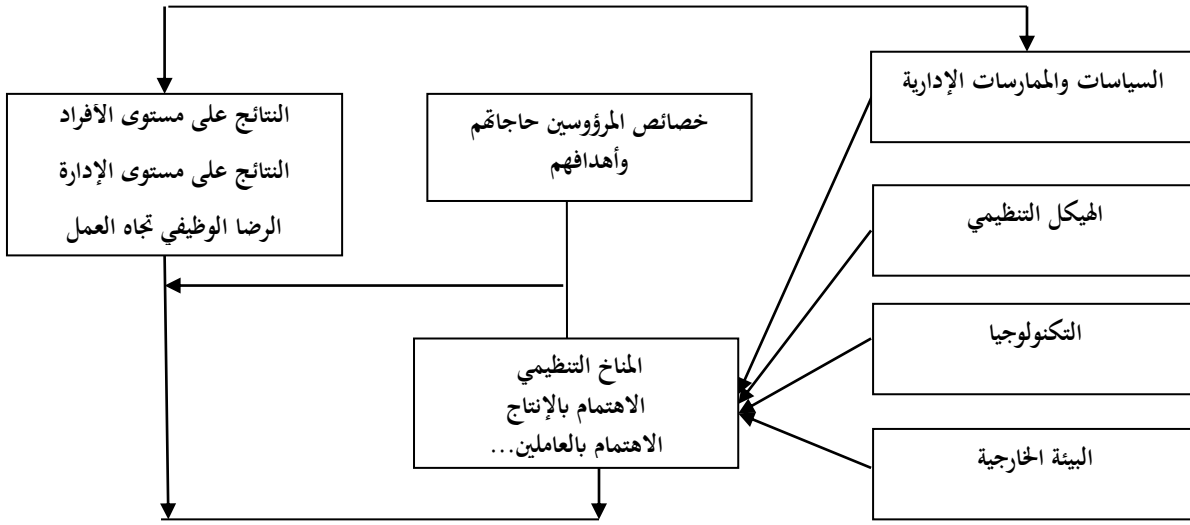 السياسات والممارسات الإدارية
خصائص المرؤوسين حاجاتهم
وأهدافهم
النتائج على مستوى الأفراد
النتائج على مستوى الإدارة
الرضا الوظيفي تجاه العمل
الهيكل التنظيمي
التكنولوجيا
المناخ التنظيمي
الاهتمام بالإنتاج
الاهتمام بالعاملين...
البيئة الخارجية